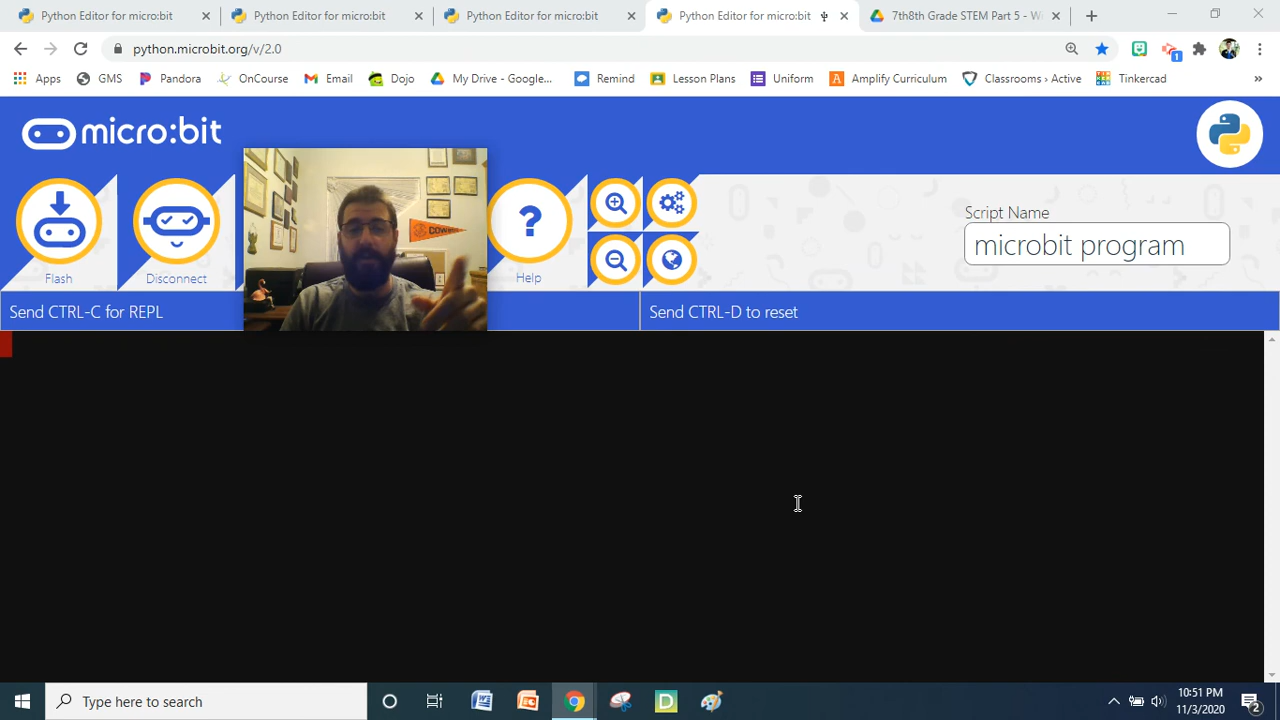 Python Editor for micro:bit
Python Editor for micro:bit
Python Editor for micro:bit
Python Editor for micro:bit
7th8th Grade STEM Part 5 - W
python.microbit.org/v/2.0
1
Apps
GMS
Pandora
OnCourse
Email
Dojo
My Drive - Google...
Remind
Lesson Plans
Uniform
Amplify Curriculum
Classrooms › Active
Tinkercad
»
micro:bit
Flash
Disconnect
Help
Script Name
microbit program
Send CTRL-C for REPL
Send CTRL-D to reset
Type here to search
10:51 PM
11/3/2020
2